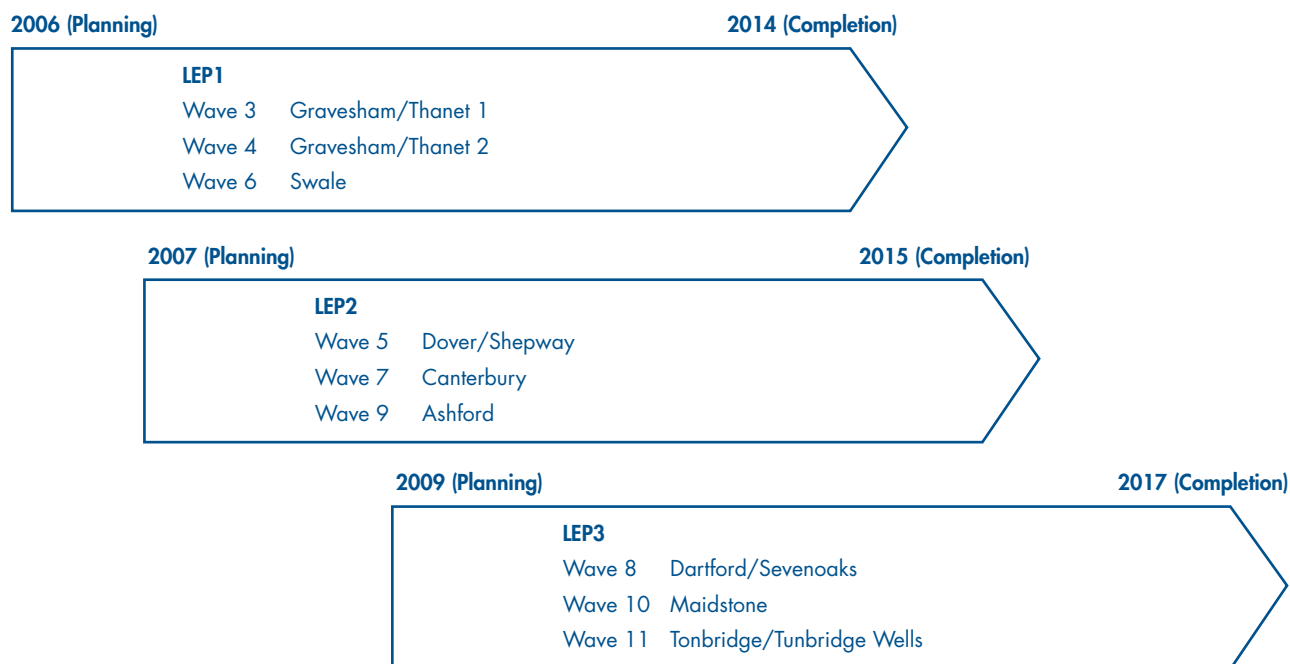 2006 (Planning) 2014 (Completion)
LEP1
Wave 3 Gravesham/Thanet 1
Wave 4 Gravesham/Thanet 2
Wave 6 Swale
2007 (Planning) 2015 (Completion)
LEP2
Wave 5 Dover/Shepway
Wave 7 Canterbury
Wave 9 Ashford
2009 (Planning) 2017 (Completion)
LEP3
Wave 8 Dartford/Sevenoaks
Wave 10 Maidstone
Wave 11 Tonbridge/Tunbridge Wells